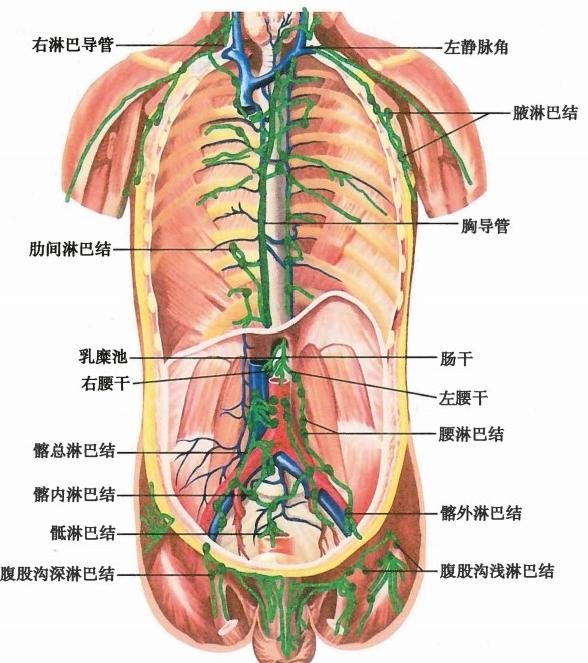 右淋巴导管
左静脉角
腋淋巴结
胸导管
肋间淋巴结
乳糜池
肠干
右腰干
左腰干
腰淋巴结
髂总淋巴结
髂内淋巴结
髂外淋巴结
骶淋巴结
腹股沟深淋巴结
腹股沟浅淋巴结